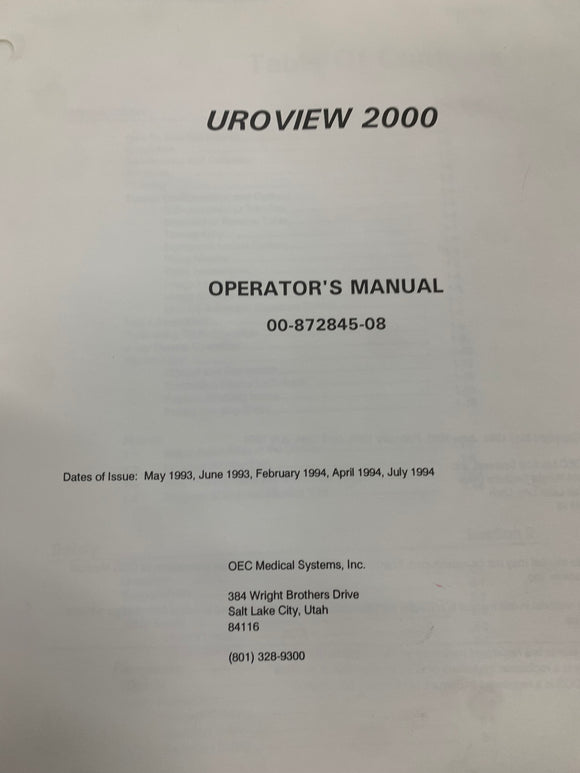 UROVIEW 2000
OPERATOR'S MANUAL
00-872845-08
Dates of Issue: May 1993, June 1993, February 1994, April 1994, July 1994
OEC Medical Systems, Inc.
384 Wright Brothers Drive
Salt Lake City, Utah
84116
(801) 328-9300